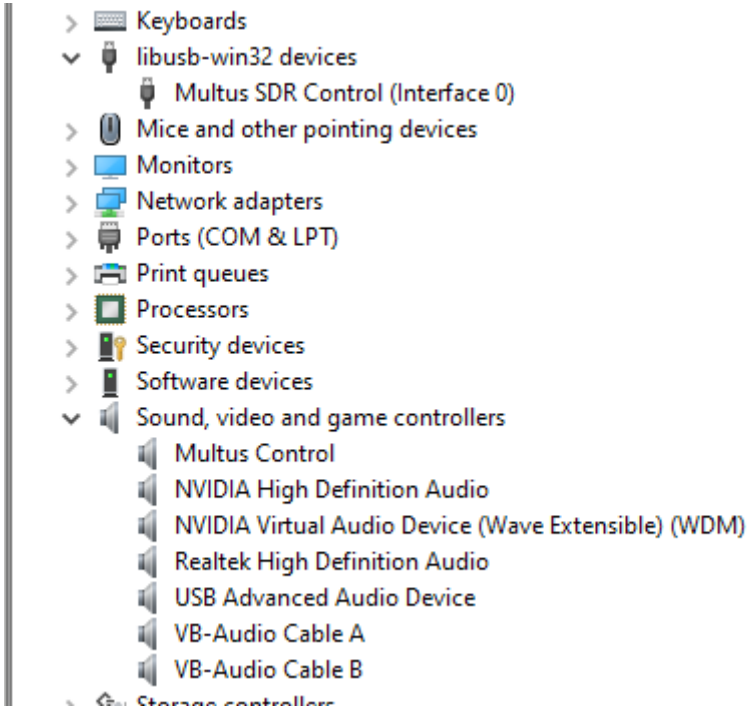 Keyboards
libusb-win32 devices
Multus SDR Control (Interface 0)
Mice and other pointing devices
Monitors
Network adapters
Ports (COM & LPT)
Print queues
Processors
Security devices
Software devices
Sound, video and game controllers
Multus Control
NVIDIA High Definition Audio
NVIDIA Virtual Audio Device (Wave Extensible) (WDM)
Realtek High Definition Audio
USB Advanced Audio Device
VB-Audio Cable A
VB-Audio Cable B
Storage controllers